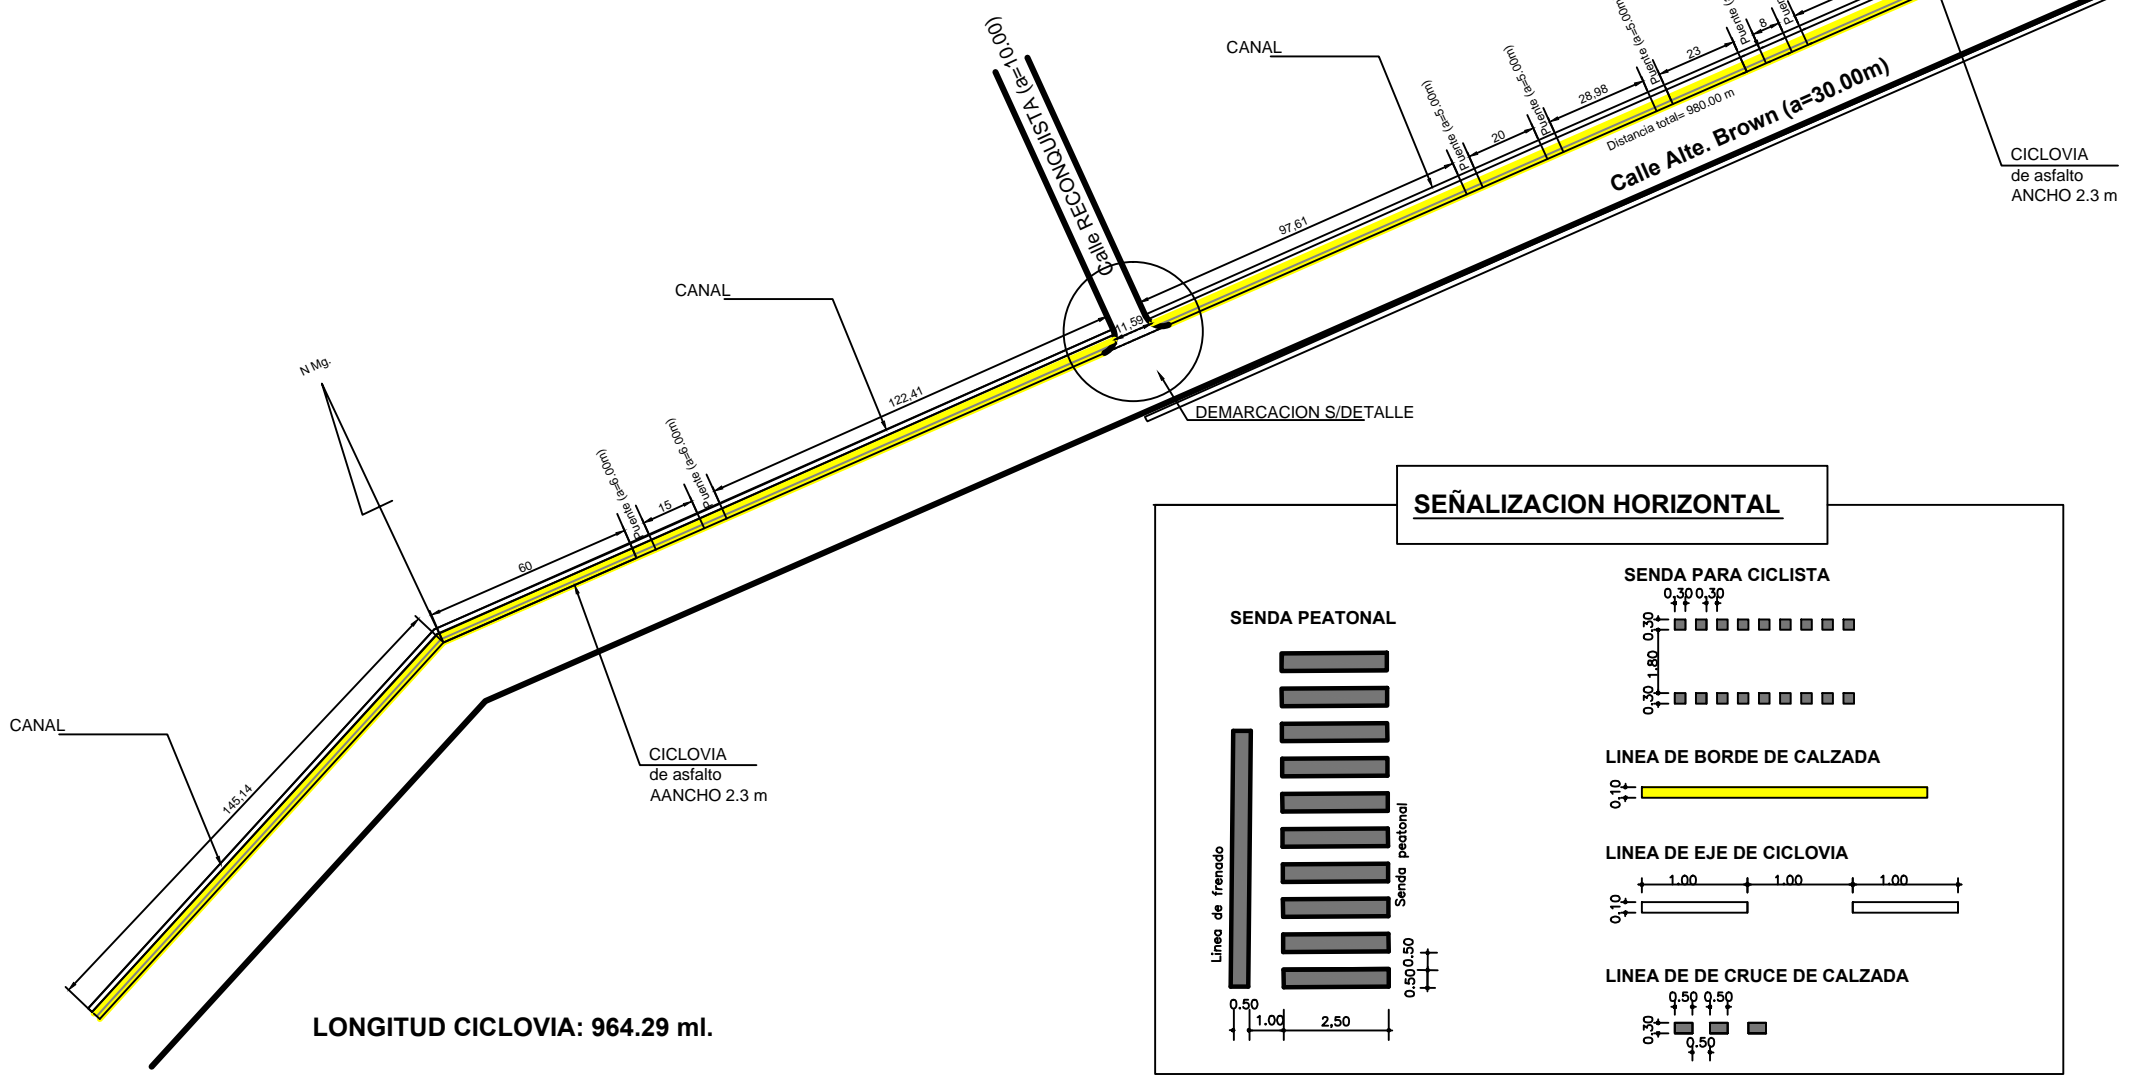 Calle RECONQUISTA (a=10.00)
CANAL
Puente (a=5.00m)
Puente (a=5.00m)
Puente (a=5.00m)
97,61
20
28,98
23
8
Distancia total= 980.00 m
Calle Alte. Brown (a=30.00m)
CICLOVIA
de asfalto
ANCHO 2.3 m
CANAL
11,59
122,41
DEMARCACION S/DETALLE
N Mg.
Puente (a=6.00m)
Puente (a=6.00m)
15
60
CANAL
145,14
CICLOVIA
de asfalto
AANCHO 2.3 m
LONGITUD CICLOVIA: 964.29 ml.
SEÑALIZACION HORIZONTAL
SENDA PEATONAL
Linea de frenado
Senda peatonal
0.50
0.50
0.50
1.00
2,50
SENDA PARA CICLISTA
0,30
0,30
0,30
1.80
0,30
LINEA DE BORDE DE CALZADA
0,10
LINEA DE EJE DE CICLOVIA
1.00
1.00
1.00
0,10
LINEA DE DE CRUCE DE CALZADA
0.50
0.50
0,30
0.50